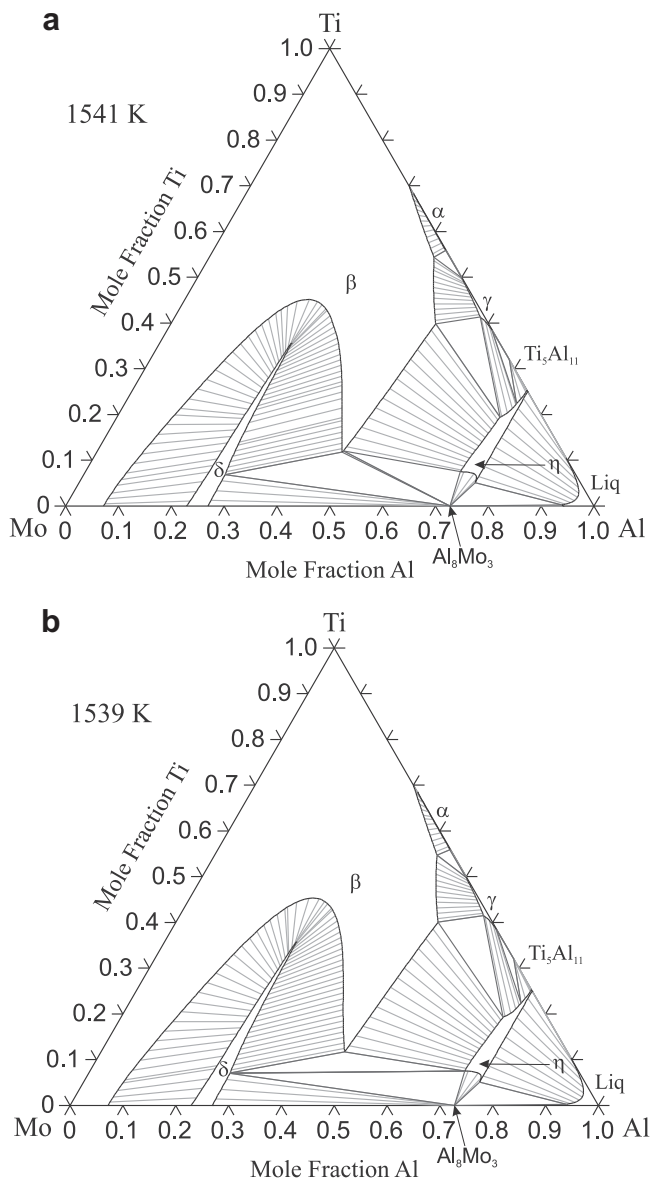 a
Ti
1.0
0.9
1541 K
0.8
0.7
Mole Fraction Ti
α
0.6
0.5
β
γ
0.4
0.3
Ti₅Al₁₁
0.2
0.1
δ
η
Liq
0
Mo 0 0.1 0.2 0.3 0.4 0.5 0.6 0.7 0.8 0.9 1.0 Al
Al₈Mo₃
Mole Fraction Al
b
Ti
1.0
0.9
1539 K
0.8
0.7
Mole Fraction Ti
α
0.6
0.5
β
γ
0.4
0.3
Ti₅Al₁₁
0.2
0.1
δ
η
Liq
0
Mo 0 0.1 0.2 0.3 0.4 0.5 0.6 0.7 0.8 0.9 1.0 Al
Al₈Mo₃
Mole Fraction Al